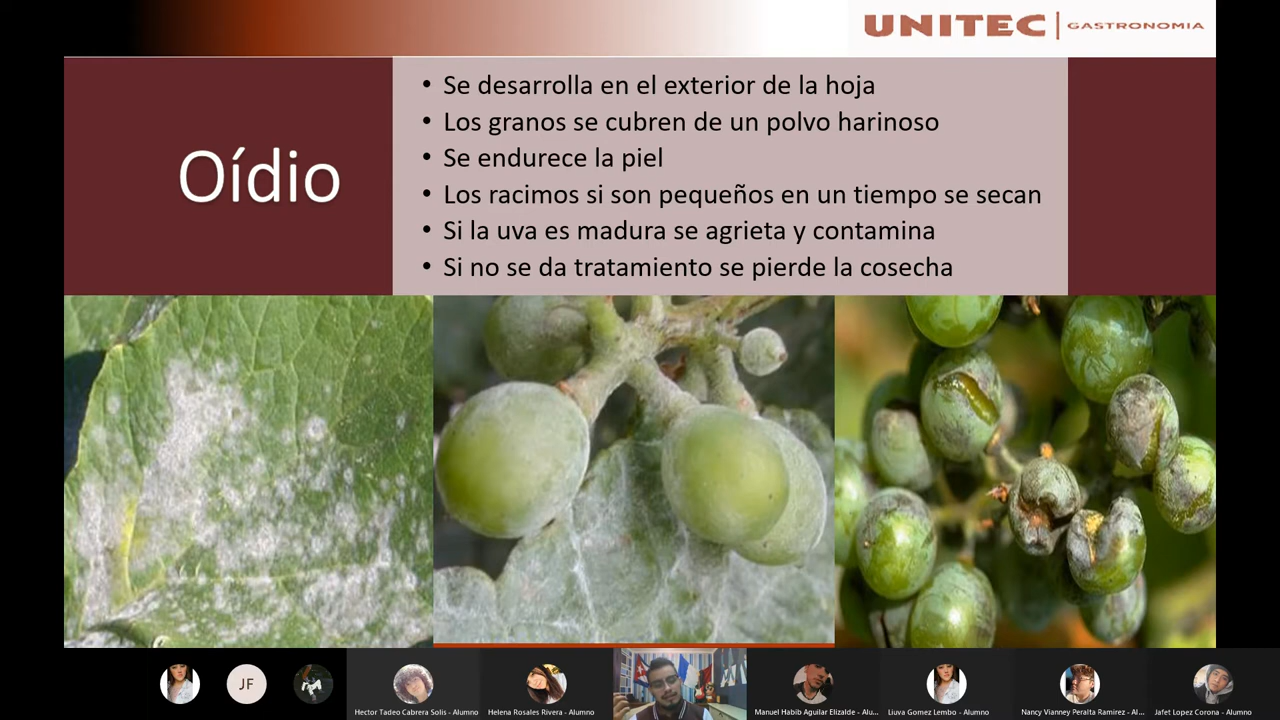 UNITEC | GASTRONOMIA
Oídio
• Se desarrolla en el exterior de la hoja
• Los granos se cubren de un polvo harinoso
• Se endurece la piel
• Los racimos si son pequeños en un tiempo se secan
• Si la uva es madura se agrieta y contamina
• Si no se da tratamiento se pierde la cosecha
JF
Hector Tadeo Cabrera Solis - Alumno
Helena Rosales Rivera - Alumno
Manuel Habib Aguilar Elizalde - Alu...
Liuva Gomez Lembo - Alumno
Nancy Vianney Peralta Ramirez - Al...
Jafet Lopez Corona - Alumno